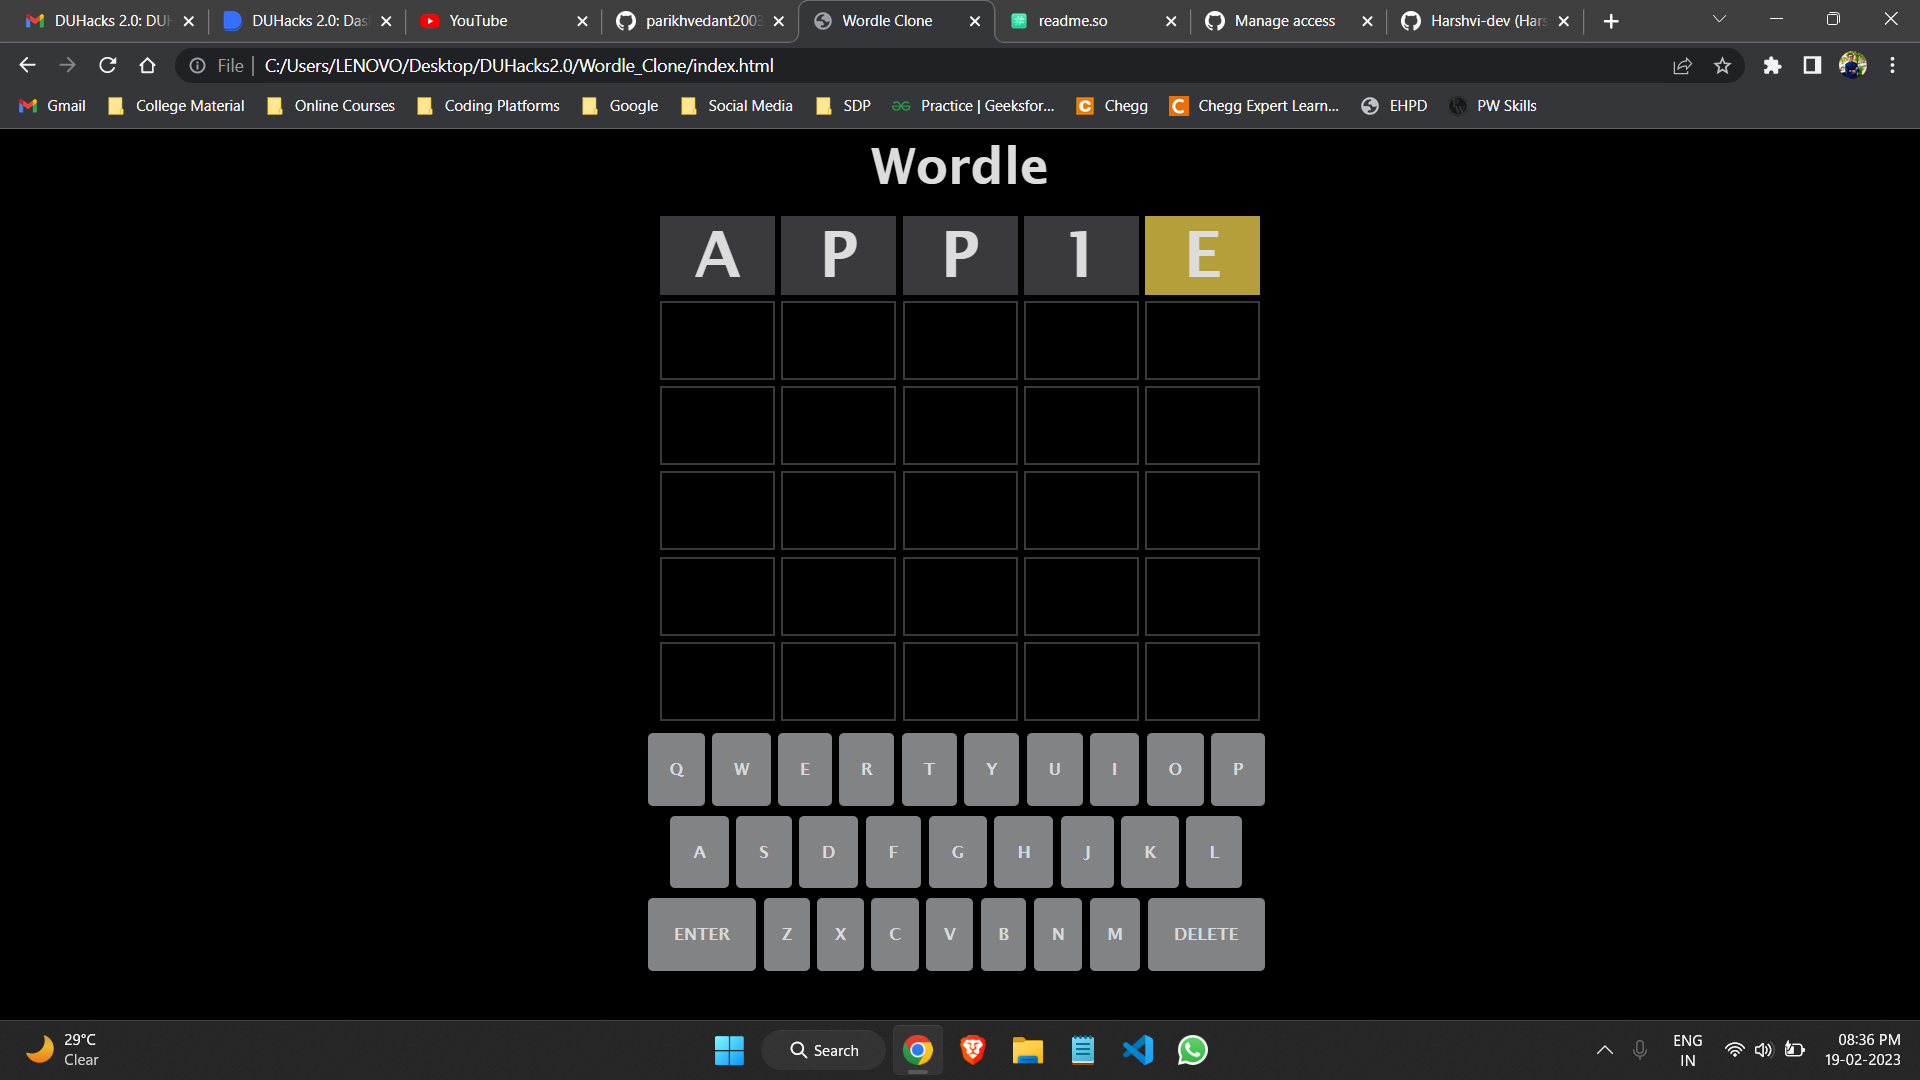 DUHacks 2.0: DUH
DUHacks 2.0: Das
YouTube
parikhvedant2003
Wordle Clone
readme.so
Manage access
Harshvi-dev (Hars
File C:/Users/LENOVO/Desktop/DUHacks2.0/Wordle_Clone/index.html
Gmail College Material Online Courses Coding Platforms Google Social Media SDP Practice | Geeksfor... Chegg Chegg Expert Learn... EHPD PW Skills
Wordle
A P P 1 E
Q W E R T Y U I O P
A S D F G H J K L
ENTER Z X C V B N M DELETE
29°C
Clear
Search
ENG
IN
08:36 PM
19-02-2023